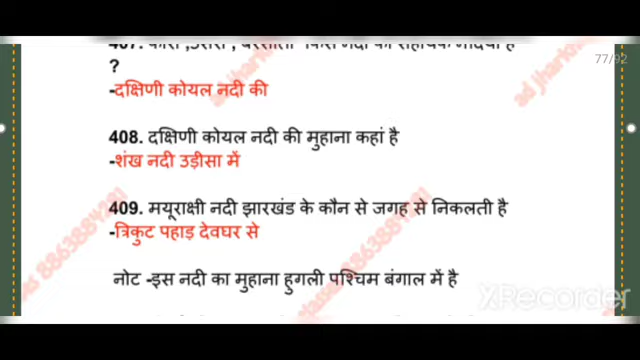 77/92
?
-दक्षिणी कोयल नदी की
408. दक्षिणी कोयल नदी की मुहाना कहां है
-शंख नदी उड़ीसा में
409. मयूराक्षी नदी झारखंड के कौन से जगह से निकलती है
-त्रिकुट पहाड़ देवघर से
नोट -इस नदी का मुहाना हुगली पश्चिम बंगाल में है
XRecorder